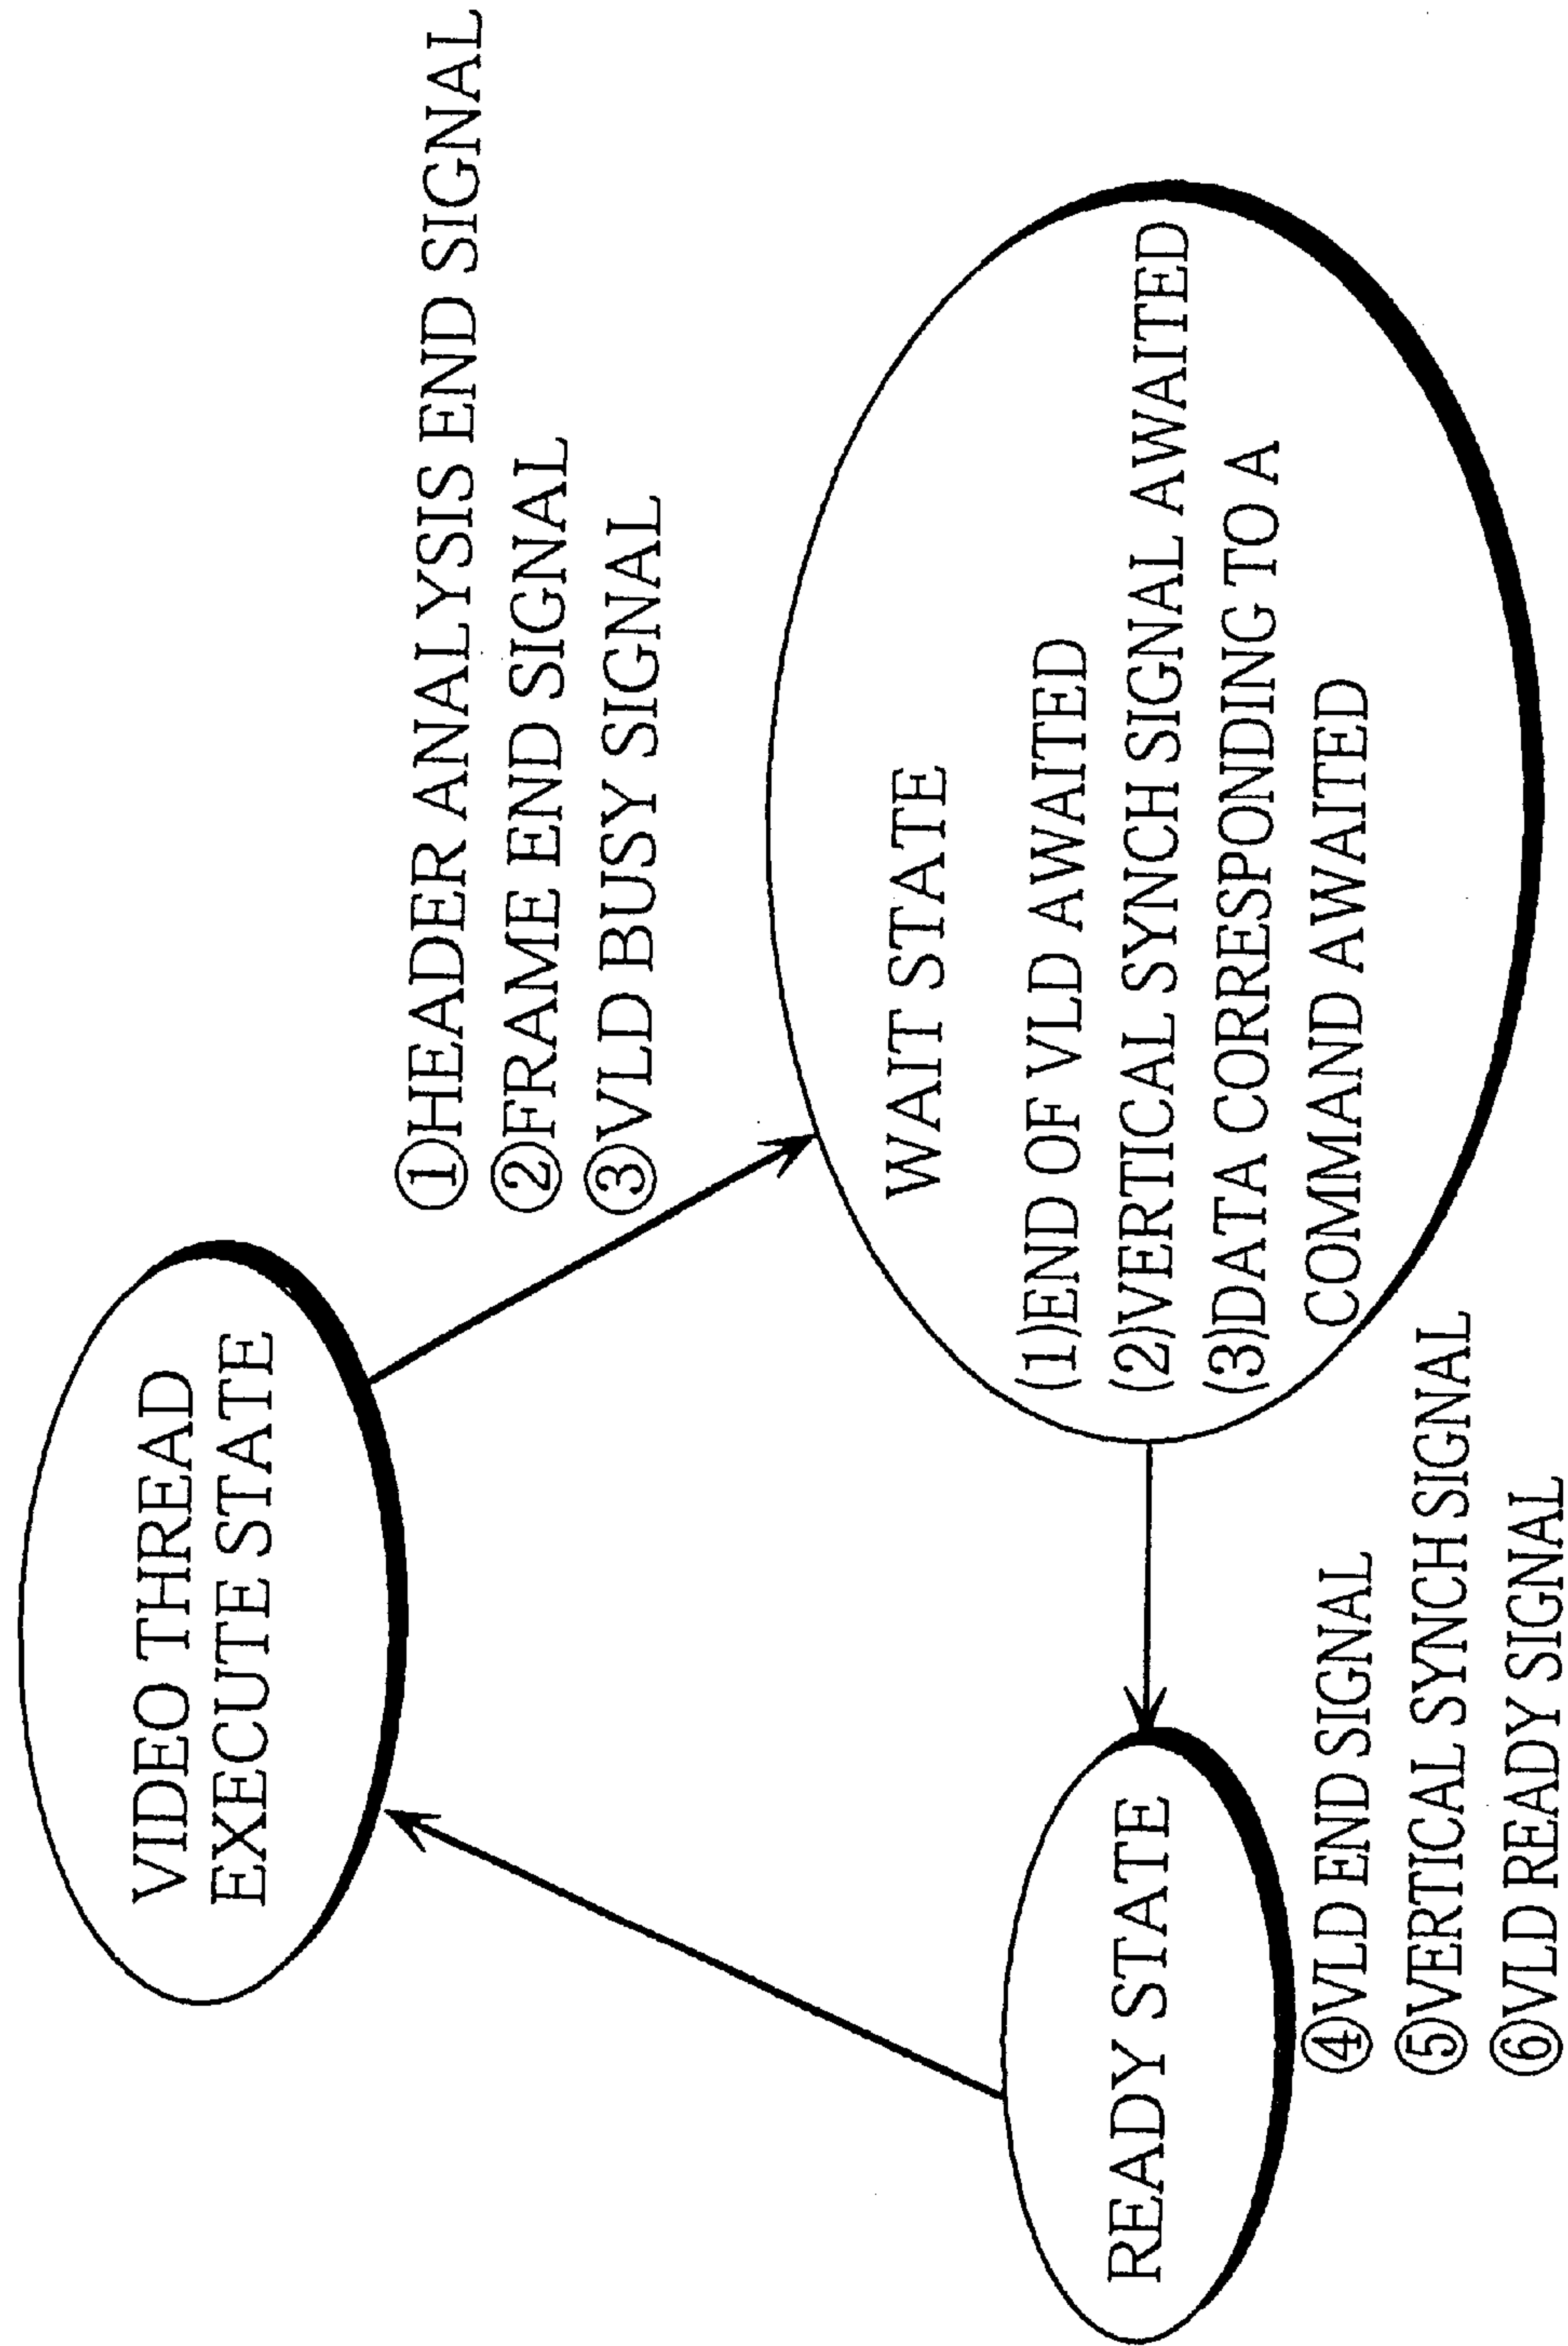 VIDEO THREAD
EXECUTE STATE
①HEADER ANALYSIS END SIGNAL
②FRAME END SIGNAL
③VLD BUSY SIGNAL
WAIT STATE
(1)END OF VLD AWAITED
(2)VERTICAL SYNCH SIGNAL AWAITED
(3)DATA CORRESPONDING TO A
COMMAND AWAITED
READY STATE
④VLD END SIGNAL
⑤VERTICAL SYNCH SIGNAL
⑥VLD READY SIGNAL